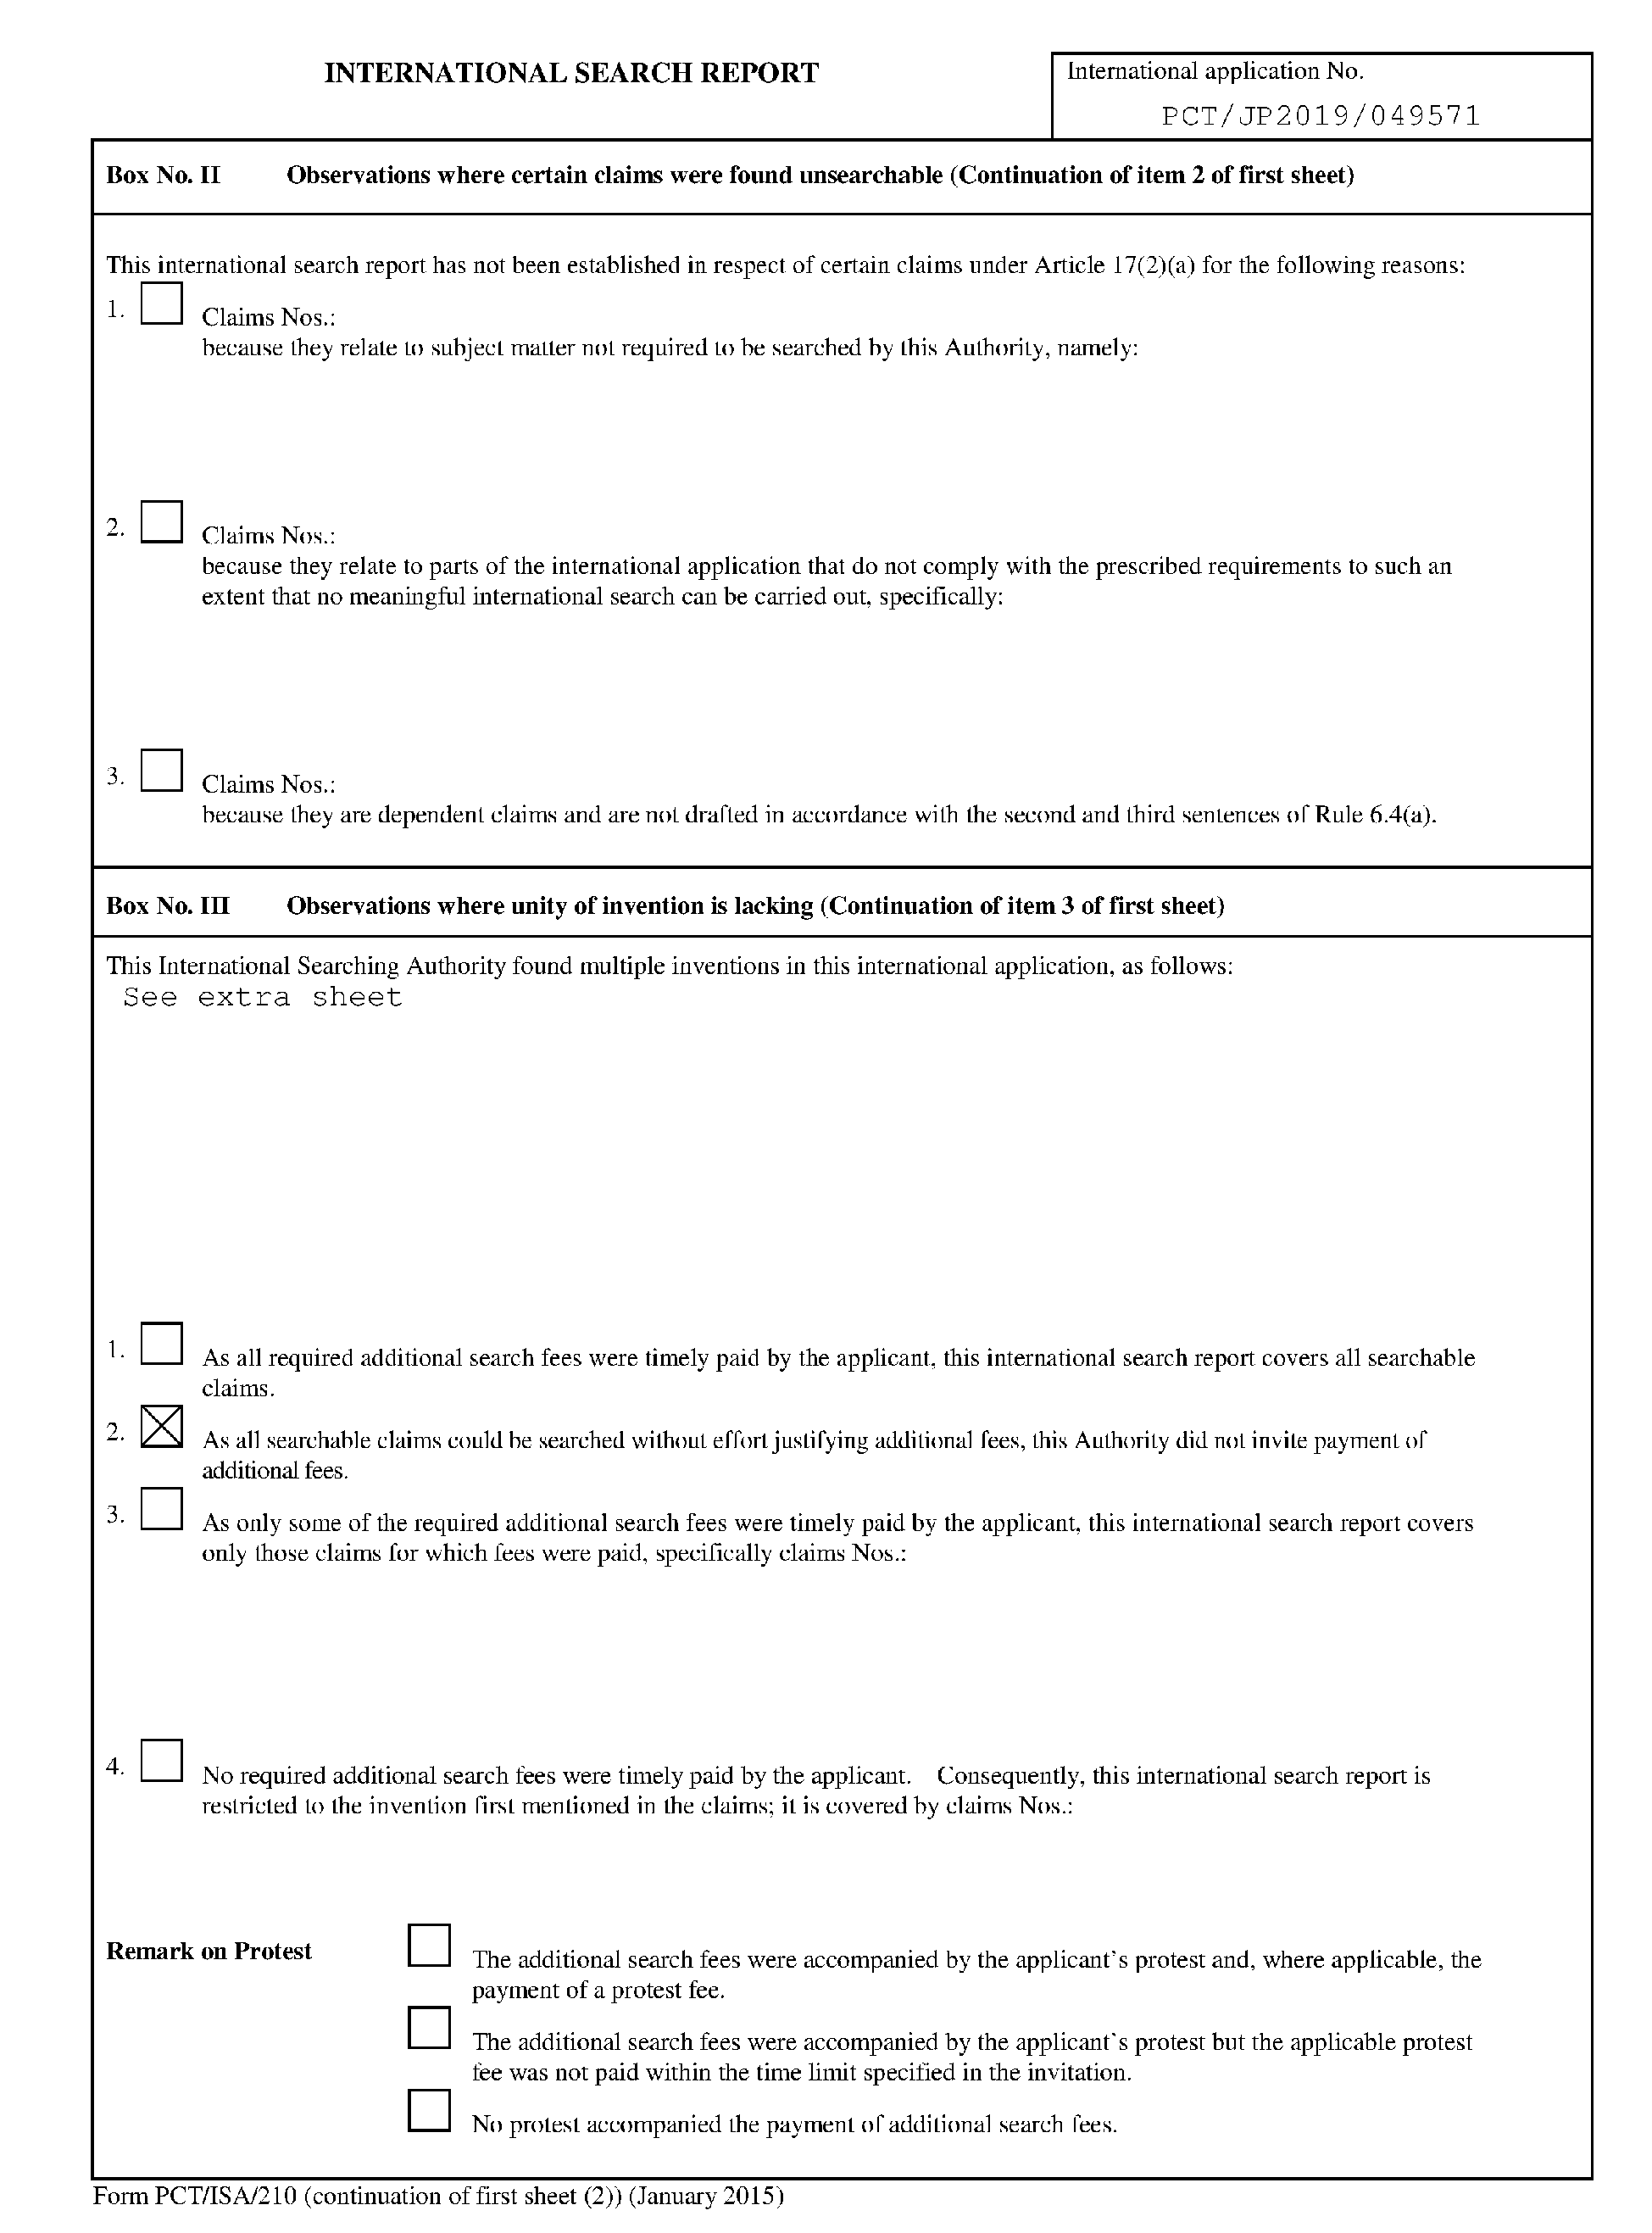 INTERNATIONAL SEARCH REPORT
International application No.
PCT/JP2019/049571
Box No. II Observations where certain claims were found unsearchable (Continuation of item 2 of first sheet)
This international search report has not been established in respect of certain claims under Article 17(2)(a) for the following reasons:
1. Claims Nos.:
because they relate to subject matter not required to be searched by this Authority, namely:
2. Claims Nos.:
because they relate to parts of the international application that do not comply with the prescribed requirements to such an
extent that no meaningful international search can be carried out, specifically:
3. Claims Nos.:
because they are dependent claims and are not drafted in accordance with the second and third sentences of Rule 6.4(a).
Box No. III Observations where unity of invention is lacking (Continuation of item 3 of first sheet)
This International Searching Authority found multiple inventions in this international application, as follows:
See extra sheet
1. As all required additional search fees were timely paid by the applicant, this international search report covers all searchable
claims.
2. As all searchable claims could be searched without effort justifying additional fees, this Authority did not invite payment of
additional fees.
3. As only some of the required additional search fees were timely paid by the applicant, this international search report covers
only those claims for which fees were paid, specifically claims Nos.:
4. No required additional search fees were timely paid by the applicant. Consequently, this international search report is
restricted to the invention first mentioned in the claims; it is covered by claims Nos.:
Remark on Protest
The additional search fees were accompanied by the applicant's protest and, where applicable, the
payment of a protest fee.
The additional search fees were accompanied by the applicant's protest but the applicable protest
fee was not paid within the time limit specified in the invitation.
No protest accompanied the payment of additional search fees.
Form PCT/ISA/210 (continuation of first sheet (2)) (January 2015)